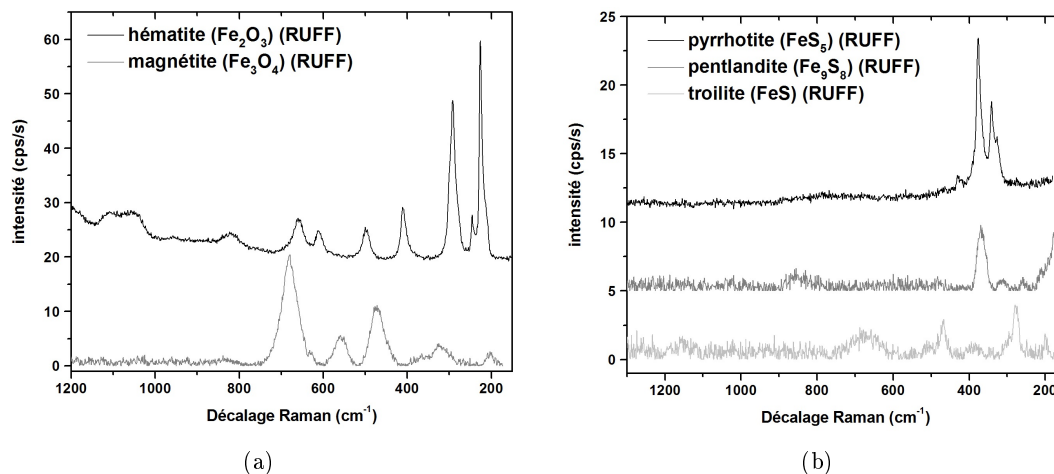 hématite (Fe2O3) (RUFF)
magnétite (Fe3O4) (RUFF)
intensité (cps/s)
60
50
40
30
20
10
0
1200 1000 800 600 400 200
Décalage Raman (cm-1)
(a)
pyrrhotite (FeS5) (RUFF)
pentlandite (Fe9S8) (RUFF)
troilite (FeS) (RUFF)
intensité (cps/s)
25
20
15
10
5
0
1200 1000 800 600 400 200
Décalage Raman (cm-1)
(b)